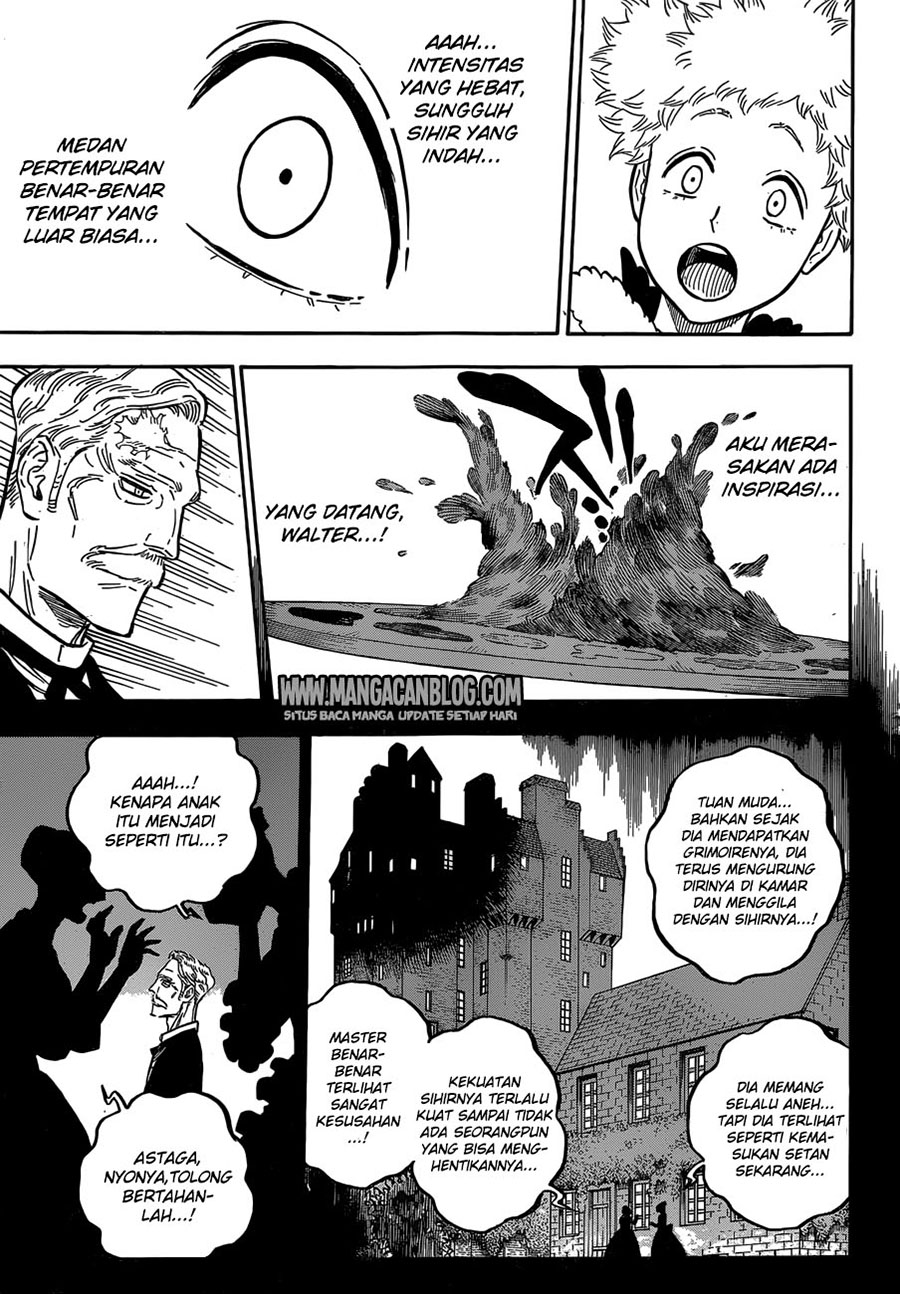 AAAH...
INTENSITAS
YANG HEBAT,
SUNGGUH
SIHIR YANG
INDAH...
MEDAN
PERTEMPURAN
BENAR-BENAR
TEMPAT YANG
LUAR BIASA...
AKU MERA-
SAKAN ADA
INSPIRASI...
YANG DATANG,
WALTER...!
WWW.MANGACANBLOG.COM
SITUS BACA MANGA UPDATE SETIAP HARI
TUAN MUDA...
BAHKAN SEJAK
DIA MENDAPATKAN
GRIMOIRENYA, DIA
TERUS MENGURUNG
DIRINYA DI KAMAR
DAN MENGGILA
DENGAN SIHIRNYA...!
DIA MEMANG
SELALU ANEH...
TAPI DIA TERLIHAT
SEPERTI KEMA-
SUKAN SETAN
SEKARANG...
KEKUATAN
SIHIRNYA TERLALU
KUAT SAMPAI TIDAK
ADA SEORANGPUN
YANG BISA MENG-
HENTIKANNYA...
MASTER
BENAR-
BENAR
TERLIHAT
SANGAT
KESUSAHAN
...!
AAAH...!
KENAPA ANAK
ITU MENJADI
SEPERTI ITU...?
ASTAGA,
NYONYA,TOLONG
BERTAHAN-
LAH...!